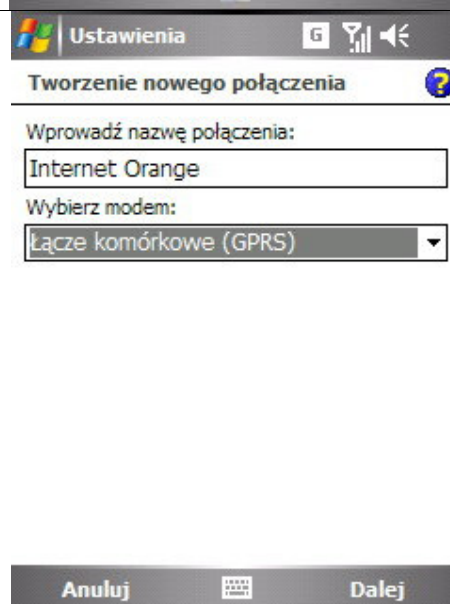 Ustawienia G
Tworzenie nowego połączenia ?
Wprowadź nazwę połączenia:
Internet Orange
Wybierz modem:
Łącze komórkowe (GPRS)
Anuluj Dalej